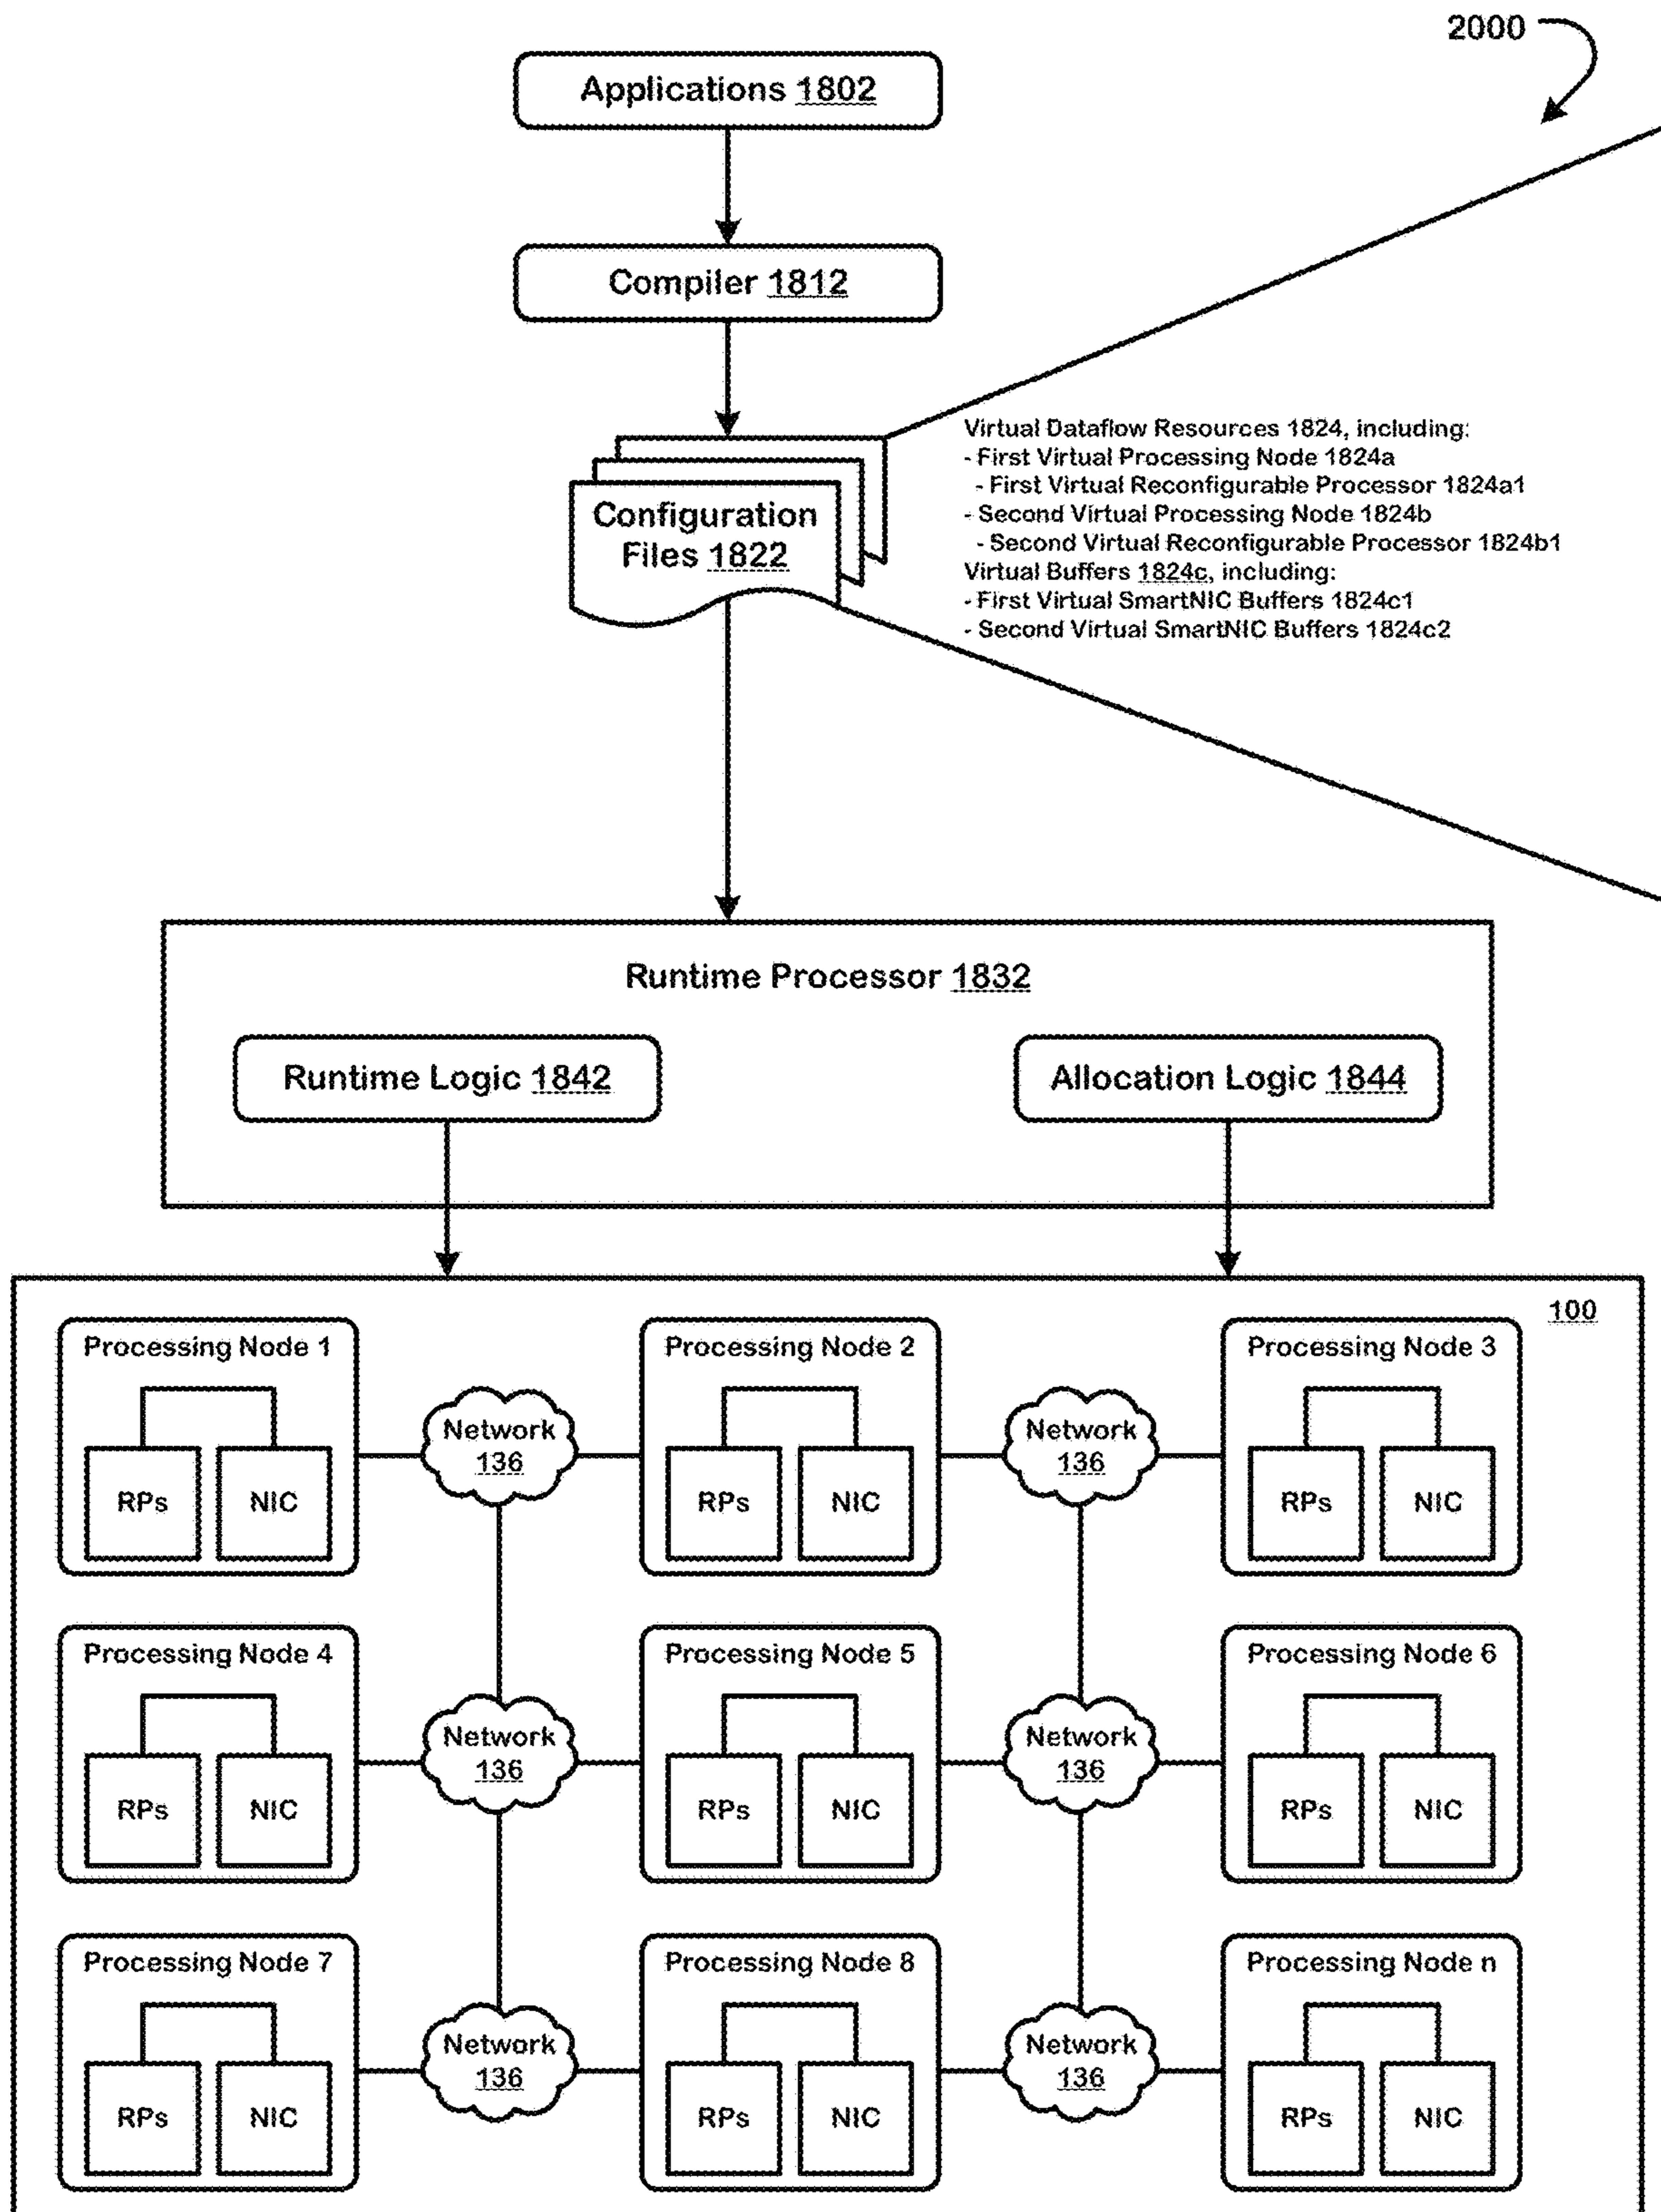 2000
Applications 1802
Compiler 1812
Configuration
Files 1822
Virtual Dataflow Resources 1824, including:
- First Virtual Processing Node 1824a
- First Virtual Reconfigurable Processor 1824a1
- Second Virtual Processing Node 1824b
- Second Virtual Reconfigurable Processor 1824b1
Virtual Buffers 1824c, including:
- First Virtual SmartNIC Buffers 1824c1
- Second Virtual SmartNIC Buffers 1824c2
Runtime Processor 1832
Runtime Logic 1842
Allocation Logic 1844
100
Processing Node 1
RPs
NIC
Network
136
Processing Node 2
RPs
NIC
Network
136
Processing Node 3
RPs
NIC
Processing Node 4
RPs
NIC
Network
136
Processing Node 5
RPs
NIC
Network
136
Processing Node 6
RPs
NIC
Processing Node 7
RPs
NIC
Network
136
Processing Node 8
RPs
NIC
Network
136
Processing Node n
RPs
NIC